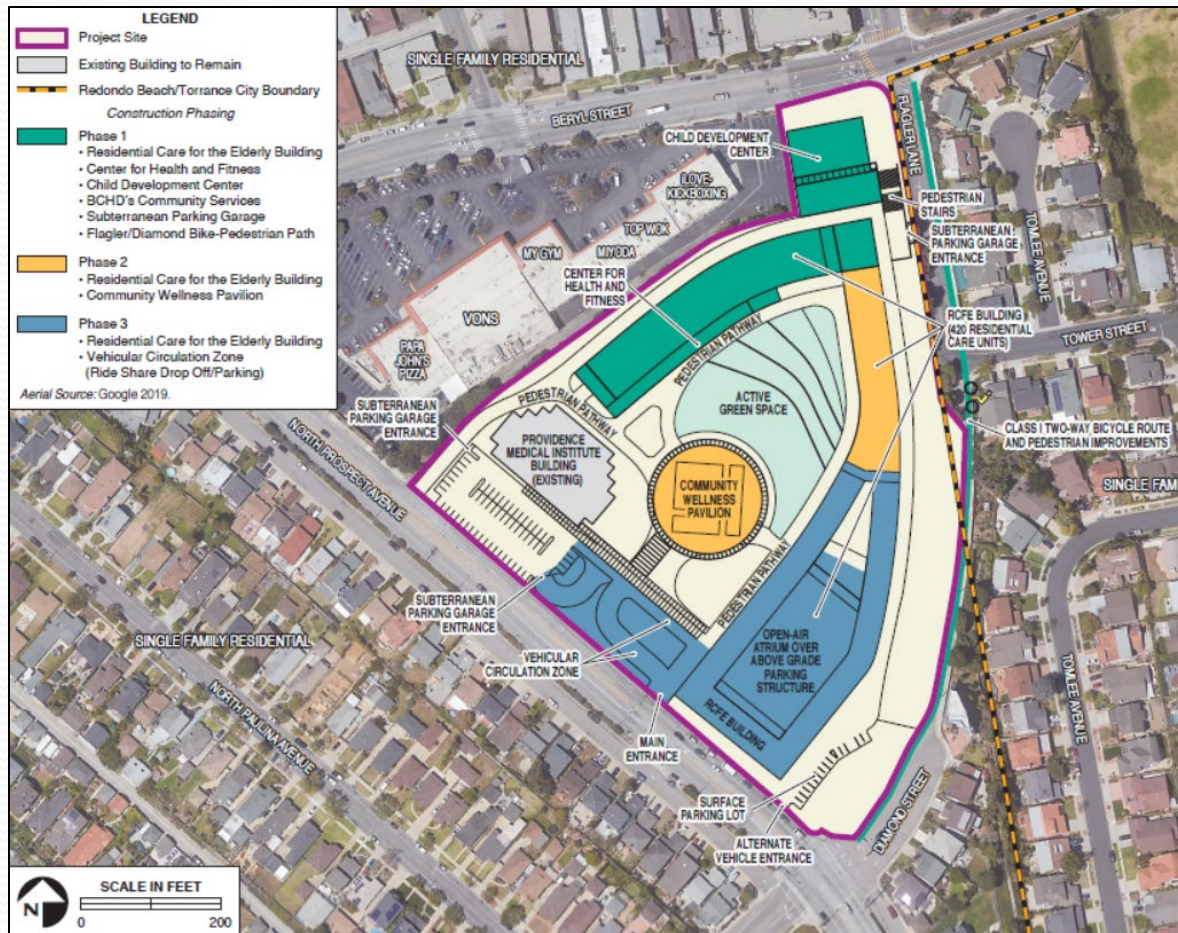 LEGEND
Project Site
Existing Building to Remain
Redondo Beach/Torrance City Boundary
Construction Phasing
Phase 1
• Residential Care for the Elderly Building
• Center for Health and Fitness
• Child Development Center
• BCHD's Community Services
• Subterranean Parking Garage
• Flagler/Diamond Bike-Pedestrian Path
Phase 2
• Residential Care for the Elderly Building
• Community Wellness Pavilion
Phase 3
• Residential Care for the Elderly Building
• Vehicular Circulation Zone
(Ride Share Drop Off/Parking)
Aerial Source: Google 2019.
SINGLE FAMILY RESIDENTIAL
BERYL STREET
FLAGLER LANE
CHILD DEVELOPMENT
CENTER
ILOVE-
KICKBOXING
TOP WOK
MIYODA
MY GYM
VONS
PAPA
JOHN'S
PIZZA
PEDESTRIAN
STAIRS
SUBTERRANEAN
PARKING GARAGE
ENTRANCE
TOMLEE AVENUE
CENTER FOR
HEALTH AND
FITNESS
RCFE BUILDING
(420 RESIDENTIAL
CARE UNITS)
TOWER STREET
PEDESTRIAN PATHWAY
PEDESTRIAN PATHWAY
ACTIVE
GREEN SPACE
SUBTERRANEAN
PARKING GARAGE
ENTRANCE
CLASS I TWO-WAY BICYCLE ROUTE
AND PEDESTRIAN IMPROVEMENTS
NORTH PROSPECT AVENUE
PROVIDENCE
MEDICAL INSTITUTE
BUILDING
(EXISTING)
COMMUNITY
WELLNESS
PAVILION
SINGLE FAM
PEDESTRIAN PATHWAY
SUBTERRANEAN
PARKING GARAGE
ENTRANCE
SINGLE FAMILY RESIDENTIAL
VEHICULAR
CIRCULATION ZONE
OPEN-AIR
ATRIUM OVER
ABOVE GRADE
PARKING
STRUCTURE
NORTH PAULINA AVENUE
TOMLEE AVENUE
RCFE BUILDING
MAIN
ENTRANCE
SURFACE
PARKING LOT
DIAMOND STREET
ALTERNATE
VEHICLE ENTRANCE
N
SCALE IN FEET
0 200